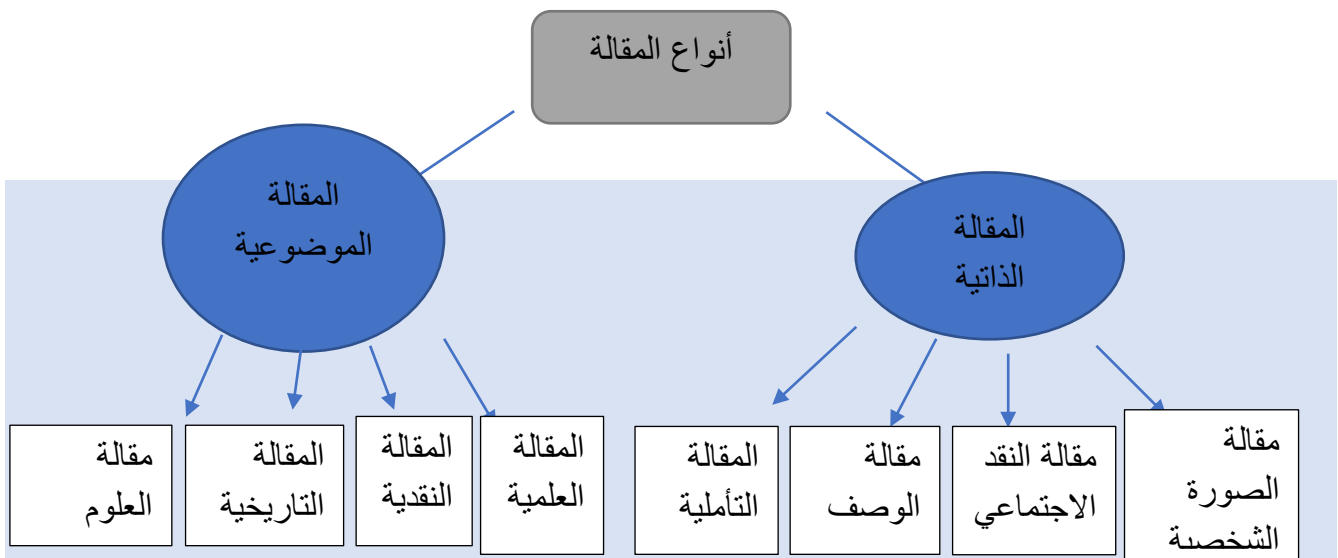 أنواع المقالة
المقالة
الذاتية
المقالة
الموضوعية
مقالة
الصورة
الشخصية
مقالة النقد
الاجتماعي
مقالة
الوصف
المقالة
التأملية
المقالة
العلمية
المقالة
النقدية
المقالة
التاريخية
مقالة
العلوم